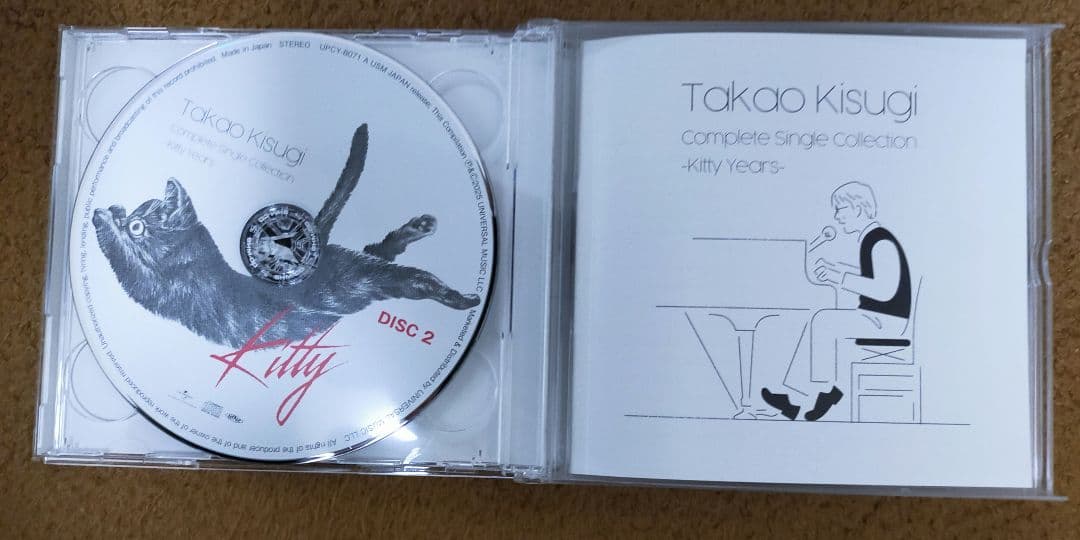 Takao Kisugi
Complete Single Collection
-Kitty Years-
Kitty
DISC 2
Unauthorized copying, hiring, lending, public performance and broadcasting of this record prohibited. Made in Japan STEREO UPCY-8071 A USM JAPAN release; This Compilation (P)&(C)2025 UNIVERSAL MUSIC LLC Marketed & Distributed by UNIVERSAL MUSIC LLC All rights of the producer and of the owner of the work reproduced reserved.
Takao Kisugi
Complete Single Collection
-Kitty Years-